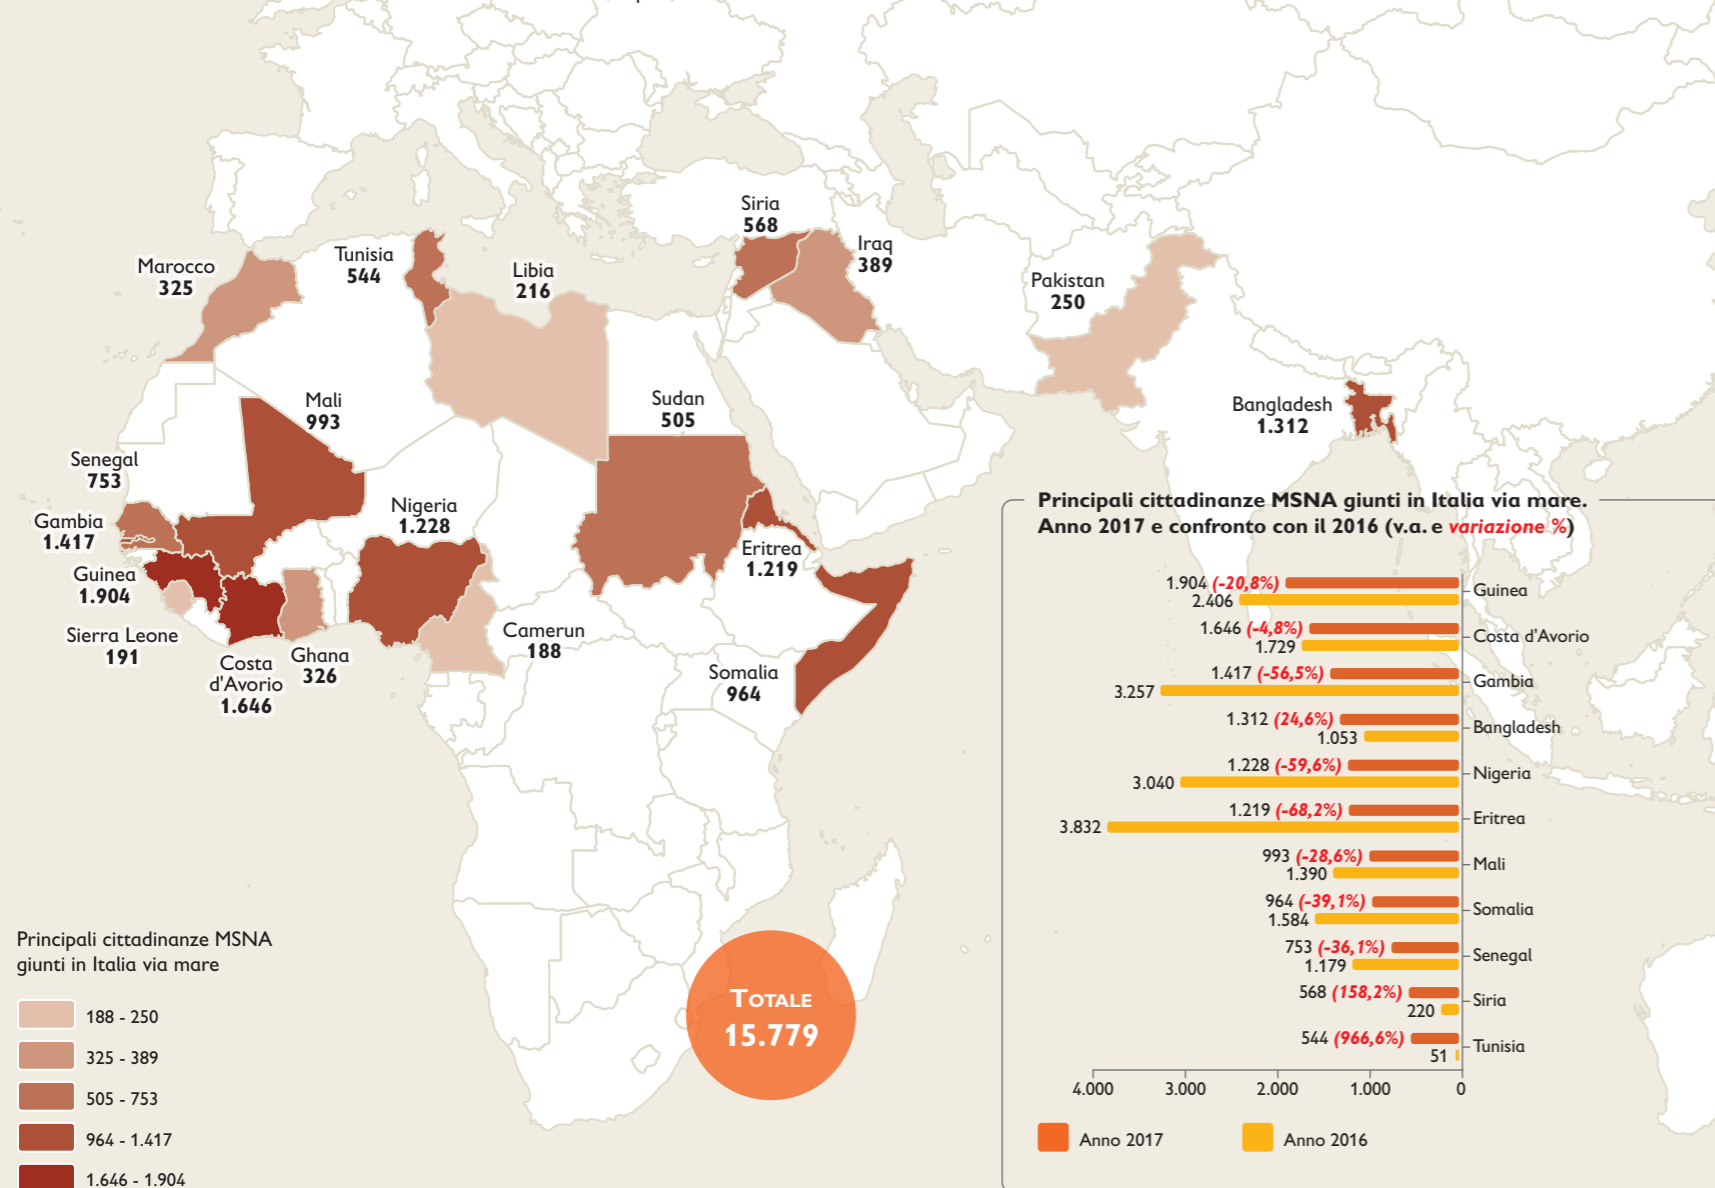 Siria
568
Iraq
389
Marocco
325
Tunisia
544
Libia
216
Pakistan
250
Mali
993
Sudan
505
Bangladesh
1.312
Senegal
753
Gambia
1.417
Nigeria
1.228
Eritrea
1.219
Guinea
1.904
Sierra Leone
191
Costa
d'Avorio
1.646
Ghana
326
Camerun
188
Somalia
964
Principali cittadinanze MSNA
giunti in Italia via mare
188 - 250
325 - 389
505 - 753
964 - 1.417
1.646 - 1.904
TOTALE
15.779
Principali cittadinanze MSNA giunti in Italia via mare.
Anno 2017 e confronto con il 2016 (v.a. e variazione %)
1.904 (-20,8%)
2.406
Guinea
1.646 (-4,8%)
1.729
Costa d'Avorio
1.417 (-56,5%)
3.257
Gambia
1.312 (24,6%)
1.053
Bangladesh
1.228 (-59,6%)
3.040
Nigeria
1.219 (-68,2%)
3.832
Eritrea
993 (-28,6%)
1.390
Mali
964 (-39,1%)
1.584
Somalia
753 (-36,1%)
1.179
Senegal
568 (158,2%)
220
Siria
544 (966,6%)
51
Tunisia
4.000 3.000 2.000 1.000 0
Anno 2017 Anno 2016